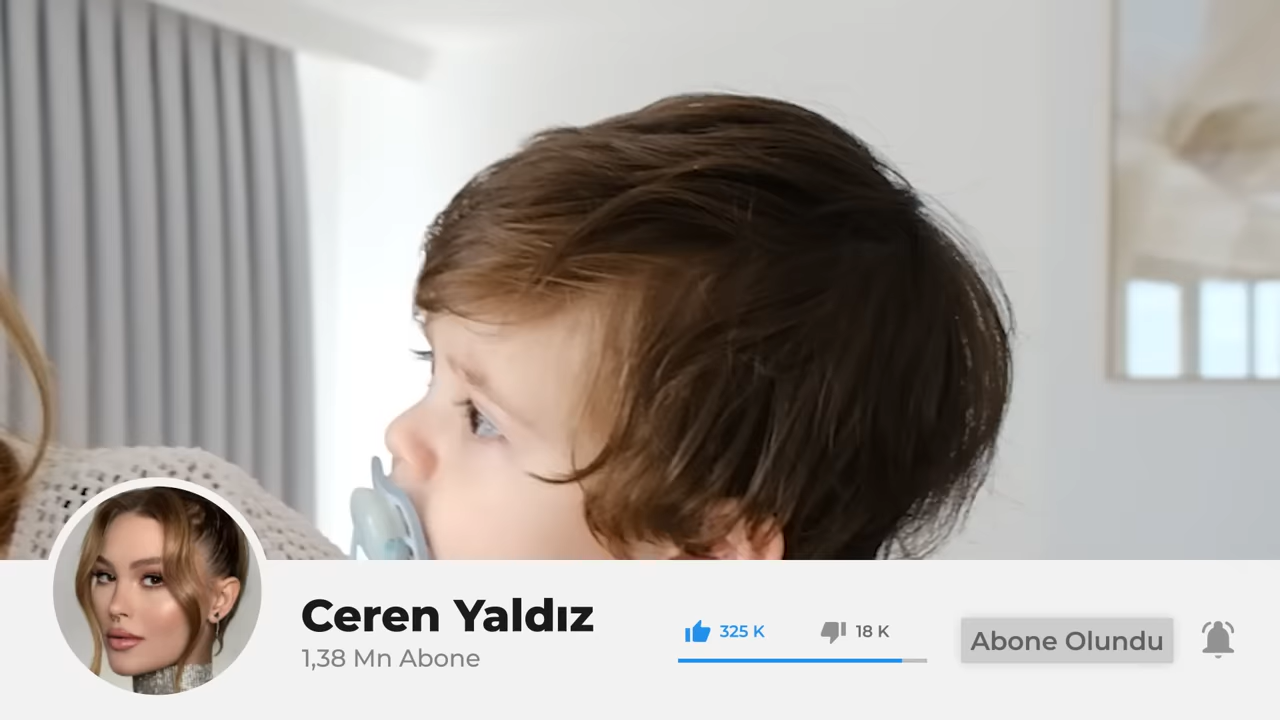 Ceren Yaldız
1,38 Mn Abone
325 K
18 K
Abone Olundu